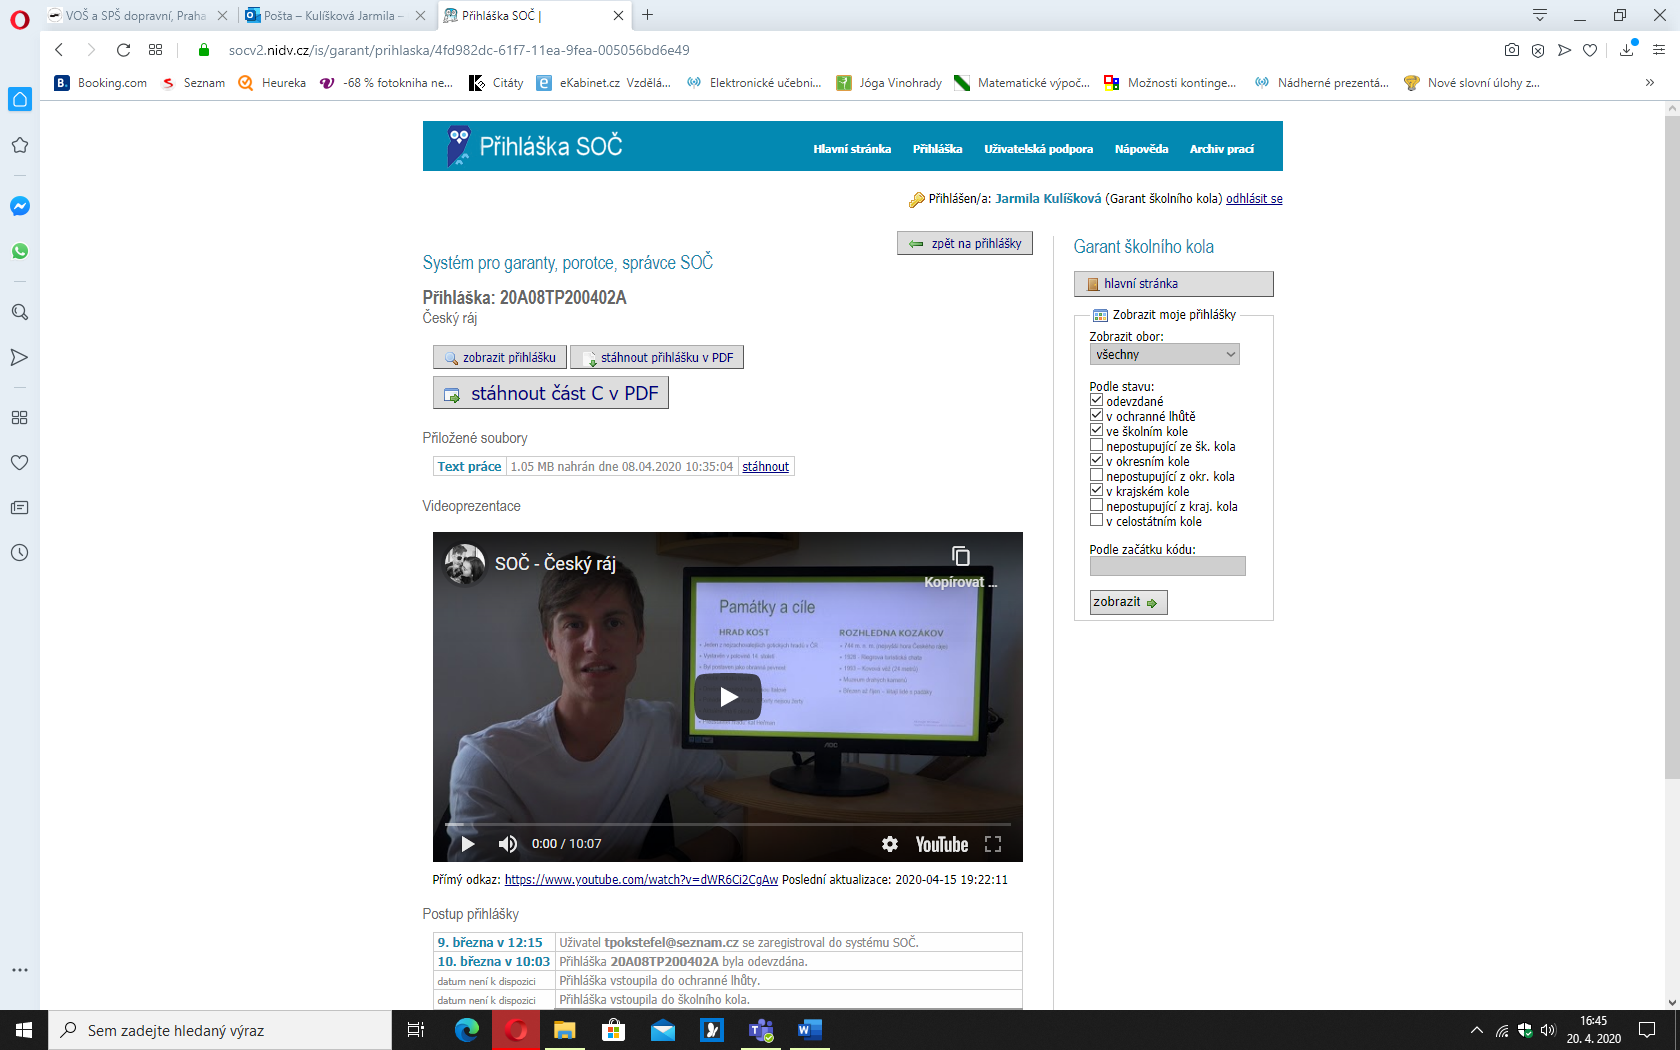 VOŠ a SPŠ dopravní, Praha
Pošta – Kulíšková Jarmila –
Přihláška SOČ |
socv2.nidv.cz/is/garant/prihlaska/4fd982dc-61f7-11ea-9fea-005056bd6e49
Booking.com
Seznam
Heureka
-68 % fotokniha ne...
Citáty
eKabinet.cz Vzdělá...
Elektronické učebni...
Jóga Vinohrady
Matematické výpoč...
Možnosti kontinge...
Nádherné prezentá...
Nové slovní úlohy z...
»
Přihláška SOČ
Hlavní stránka
Přihláška
Uživatelská podpora
Nápověda
Archiv prací
Přihlášen/a: Jarmila Kulíšková (Garant školního kola) odhlásit se
zpět na přihlášky
Systém pro garanty, porotce, správce SOČ
Přihláška: 20A08TP200402A
Český ráj
zobrazit přihlášku
stáhnout přihlášku v PDF
stáhnout část C v PDF
Přiložené soubory
Text práce 1.05 MB nahrán dne 08.04.2020 10:35:04 stáhnout
Videoprezentace
SOČ - Český ráj
Kopírovat ...
Památky a cíle
HRAD KOST
ROZHLEDNA KOZÁKOV
AOC
0:00 / 10:07
YouTube
Přímý odkaz: https://www.youtube.com/watch?v=dWR6Ci2CgAw Poslední aktualizace: 2020-04-15 19:22:11
Postup přihlášky
9. března v 12:15 Uživatel tpokstefel@seznam.cz se zaregistroval do systému SOČ.
10. března v 10:03 Přihláška 20A08TP200402A byla odevzdána.
datum není k dispozici Přihláška vstoupila do ochranné lhůty.
datum není k dispozici Přihláška vstoupila do školního kola.
Garant školního kola
hlavní stránka
Zobrazit moje přihlášky
Zobrazit obor:
všechny
Podle stavu:
odevzdané
v ochranné lhůtě
ve školním kole
nepostupující ze šk. kola
v okresním kole
nepostupující z okr. kola
v krajském kole
nepostupující z kraj. kola
v celostátním kole
Podle začátku kódu:
zobrazit
Sem zadejte hledaný výraz
16:45
20. 4. 2020